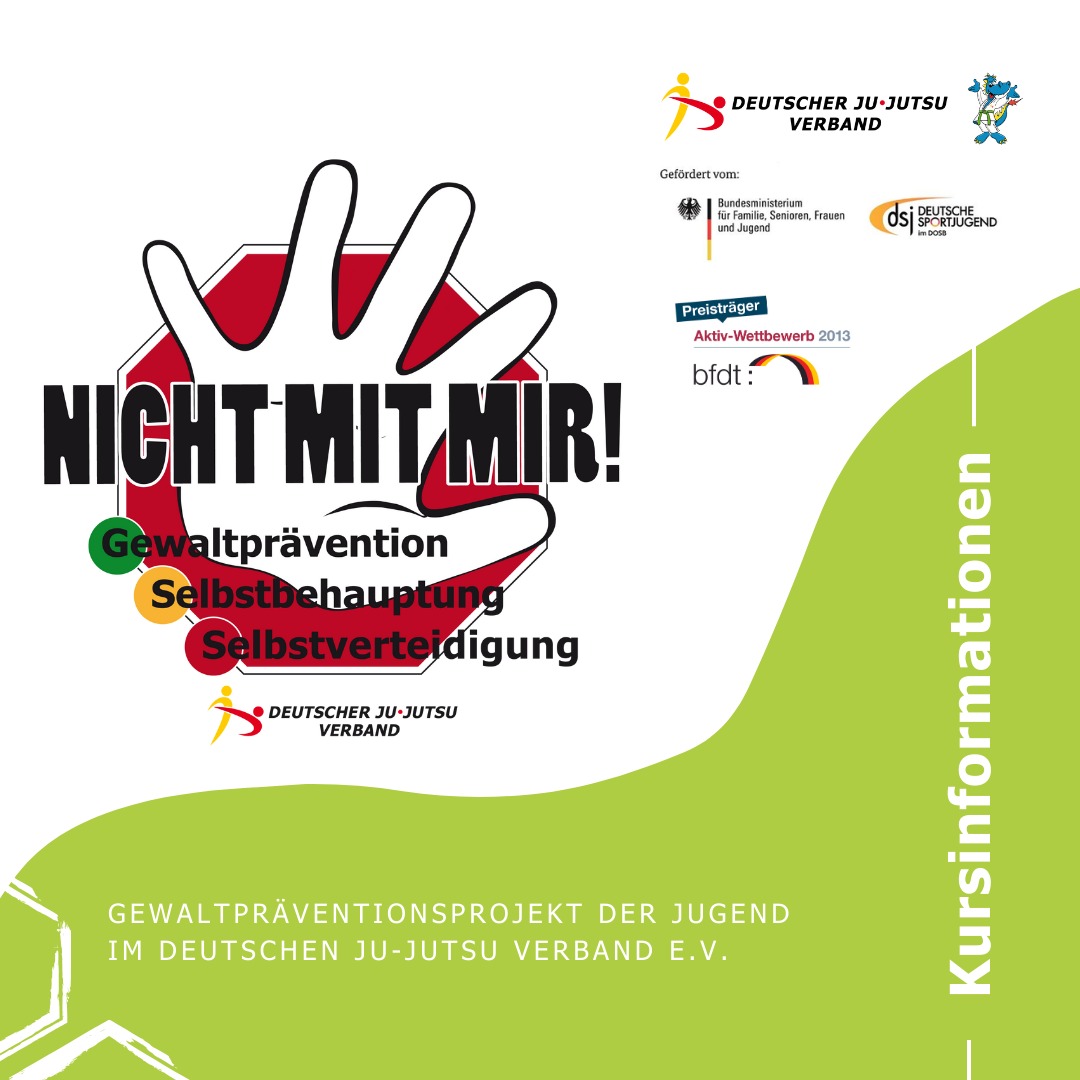 DEUTSCHER JU•JUTSU
VERBAND
Gefördert vom:
Bundesministerium
für Familie, Senioren, Frauen
und Jugend
dsj DEUTSCHE
SPORTJUGEND
im DOSB
Preisträger
Aktiv-Wettbewerb 2013
bfdt:
NICHT MIT MIR!
Gewaltprävention
Selbstbehauptung
Selbstverteidigung
DEUTSCHER JU•JUTSU
VERBAND
Kursinformationen
GEWALTPRÄVENTIONSPROJEKT DER JUGEND
IM DEUTSCHEN JU-JUTSU VERBAND E.V.